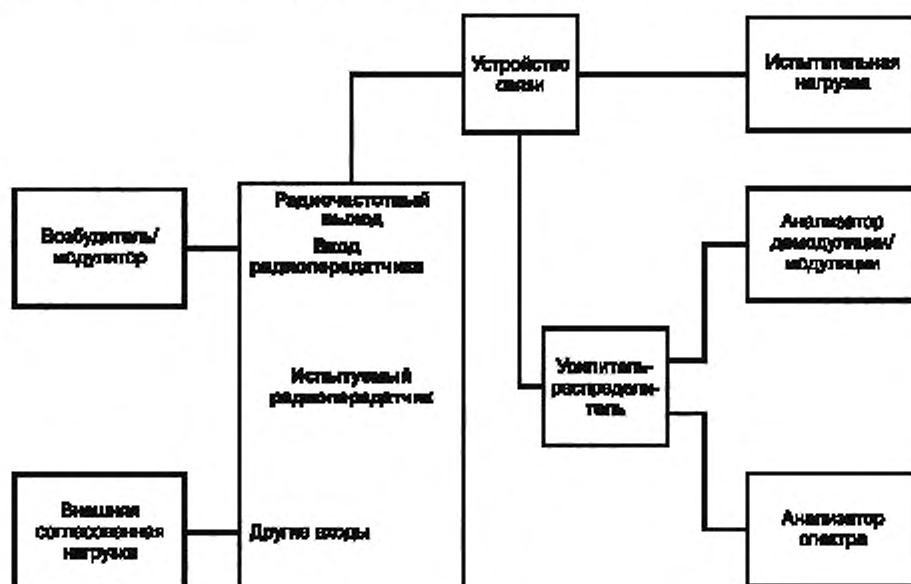 Устройство
связи
Испытательная
нагрузка
Радиочастотный
выход
Возбудитель/
модулятор
Вход
радиопередатчика
Анализатор
демодуляции/
модуляции
Испытуемый
радиопередатчик
Усилитель-
распредели-
тель
Внешняя
согласованная
нагрузка
Другие входы
Анализатор
спектра